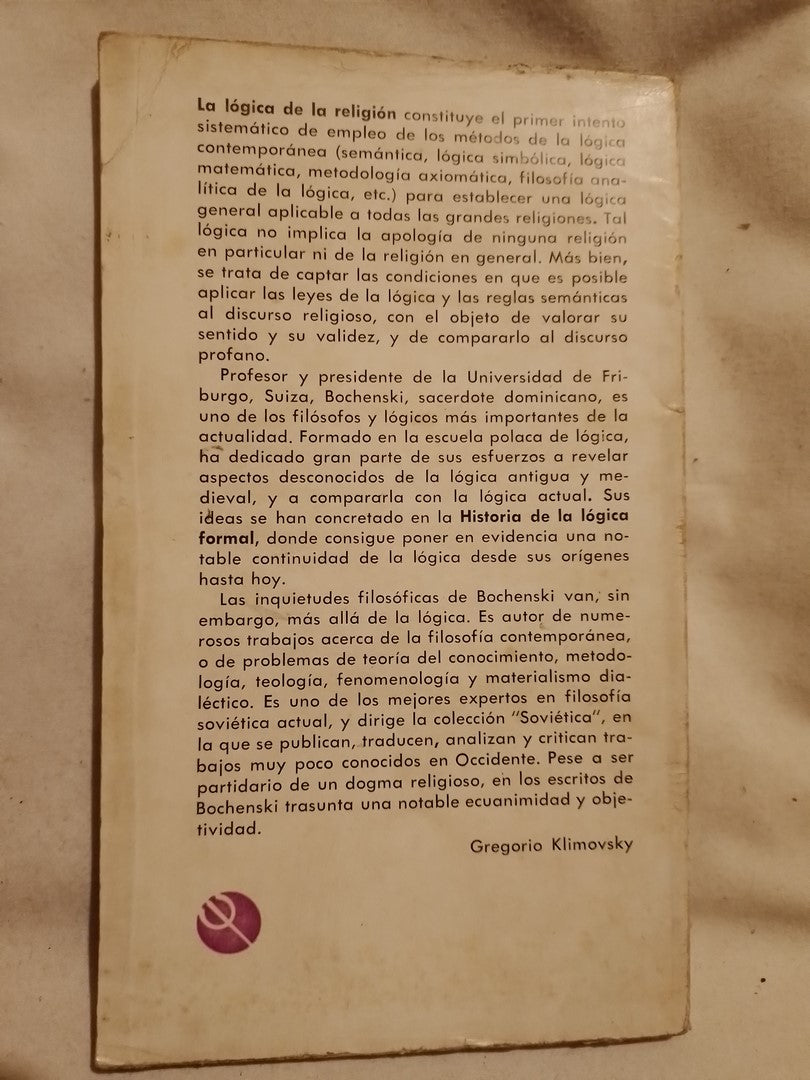 La lógica de la religión constituye el primer intento
sistemático de empleo de los métodos de la lógica
contemporánea (semántica, lógica simbólica, lógica
matemática, metodología axiomática, filosofía ana-
lítica de la lógica, etc.) para establecer una lógica
general aplicable a todas las grandes religiones. Tal
lógica no implica la apología de ninguna religión
en particular ni de la religión en general. Más bien,
se trata de captar las condiciones en que es posible
aplicar las leyes de la lógica y las reglas semánticas
al discurso religioso, con el objeto de valorar su
sentido y su validez, y de compararlo al discurso
profano.
Profesor y presidente de la Universidad de Fri-
burgo, Suiza, Bochenski, sacerdote dominicano, es
uno de los filósofos y lógicos más importantes de la
actualidad. Formado en la escuela polaca de lógica,
ha dedicado gran parte de sus esfuerzos a revelar
aspectos desconocidos de la lógica antigua y me-
dieval, y a compararla con la lógica actual. Sus
ideas se han concretado en la Historia de la lógica
formal, donde consigue poner en evidencia una no-
table continuidad de la lógica desde sus orígenes
hasta hoy.
Las inquietudes filosóficas de Bochenski van, sin
embargo, más allá de la lógica. Es autor de nume-
rosos trabajos acerca de la filosofía contemporánea,
o de problemas de teoría del conocimiento, metodo-
logía, teología, fenomenología y materialismo dia-
léctico. Es uno de los mejores expertos en filosofía
soviética actual, y dirige la colección "Soviética", en
la que se publican, traducen, analizan y critican tra-
bajos muy poco conocidos en Occidente. Pese a ser
partidario de un dogma religioso, en los escritos de
Bochenski trasunta una notable ecuanimidad y obje-
tividad.
Gregorio Klimovsky